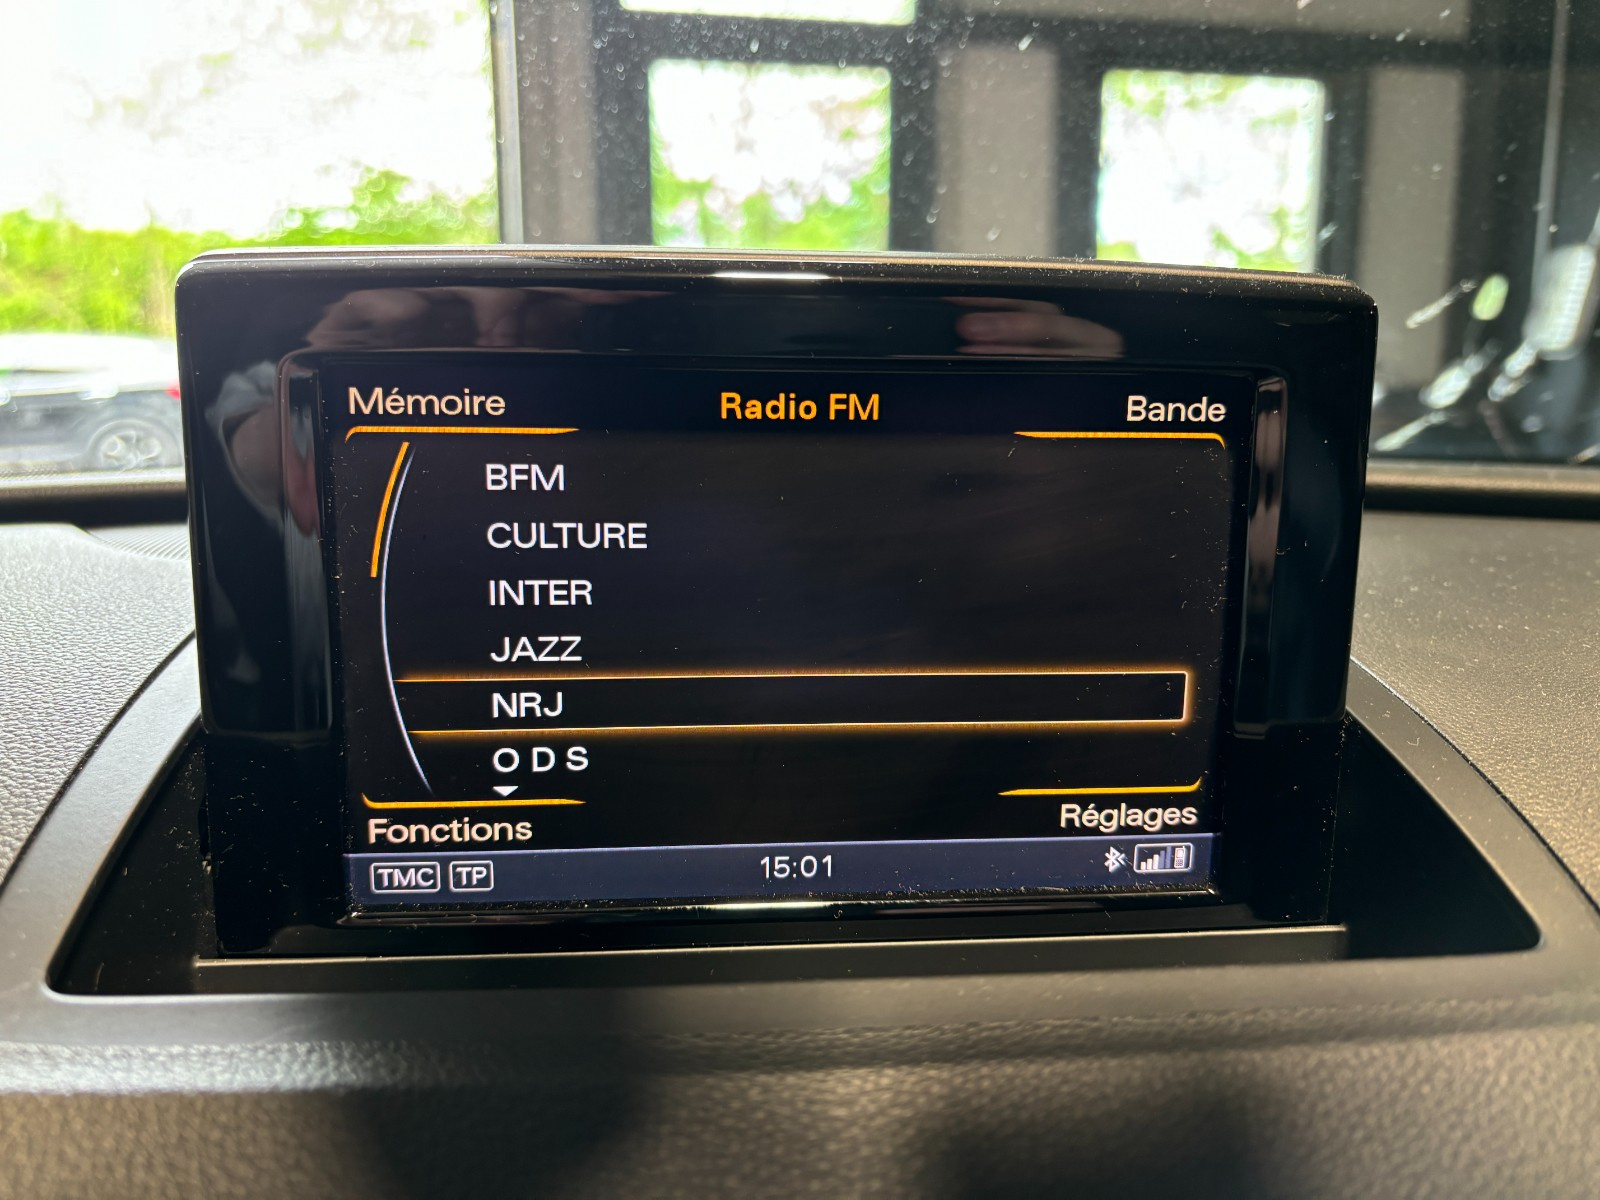 Mémoire Radio FM Bande
BFM
CULTURE
INTER
JAZZ
NRJ
O D S
Fonctions Réglages
TMC TP 15:01